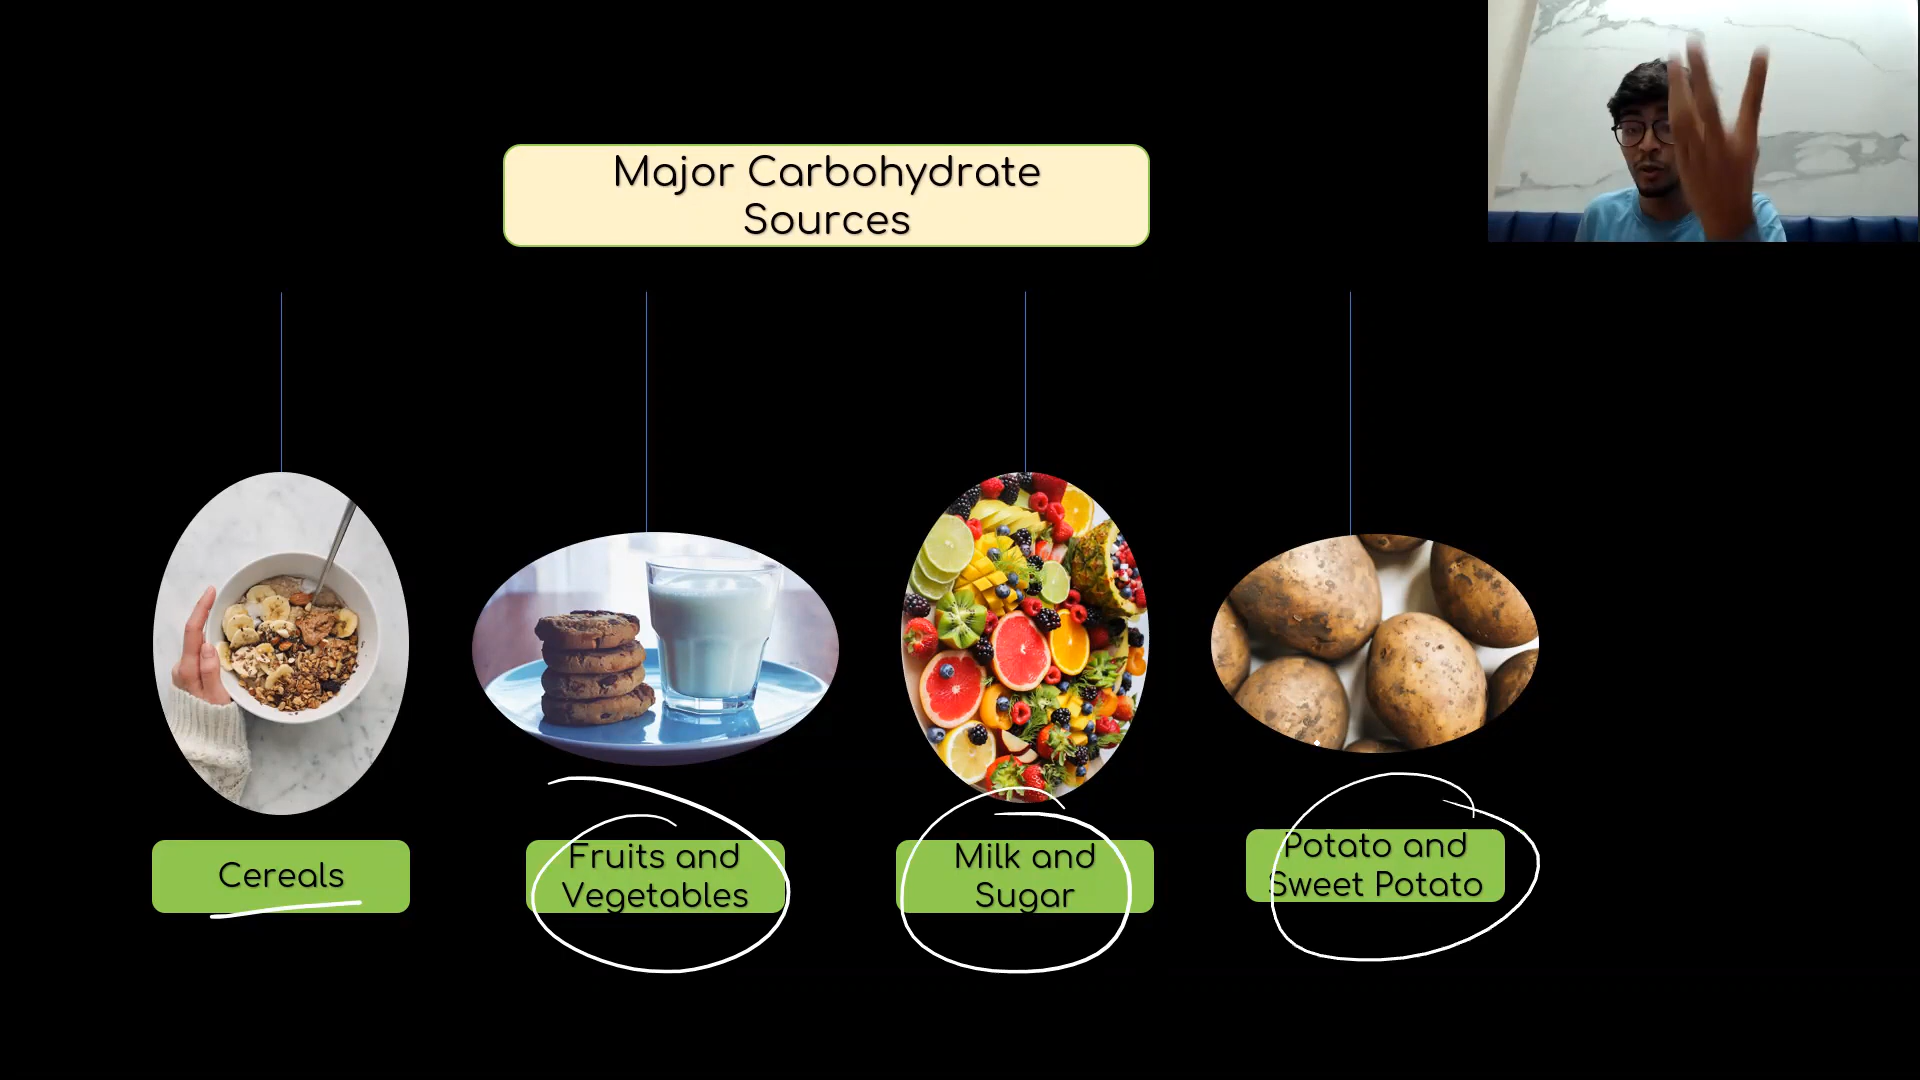 Major Carbohydrate
Sources
Cereals
Fruits and
Vegetables
Milk and
Sugar
Potato and
Sweet Potato